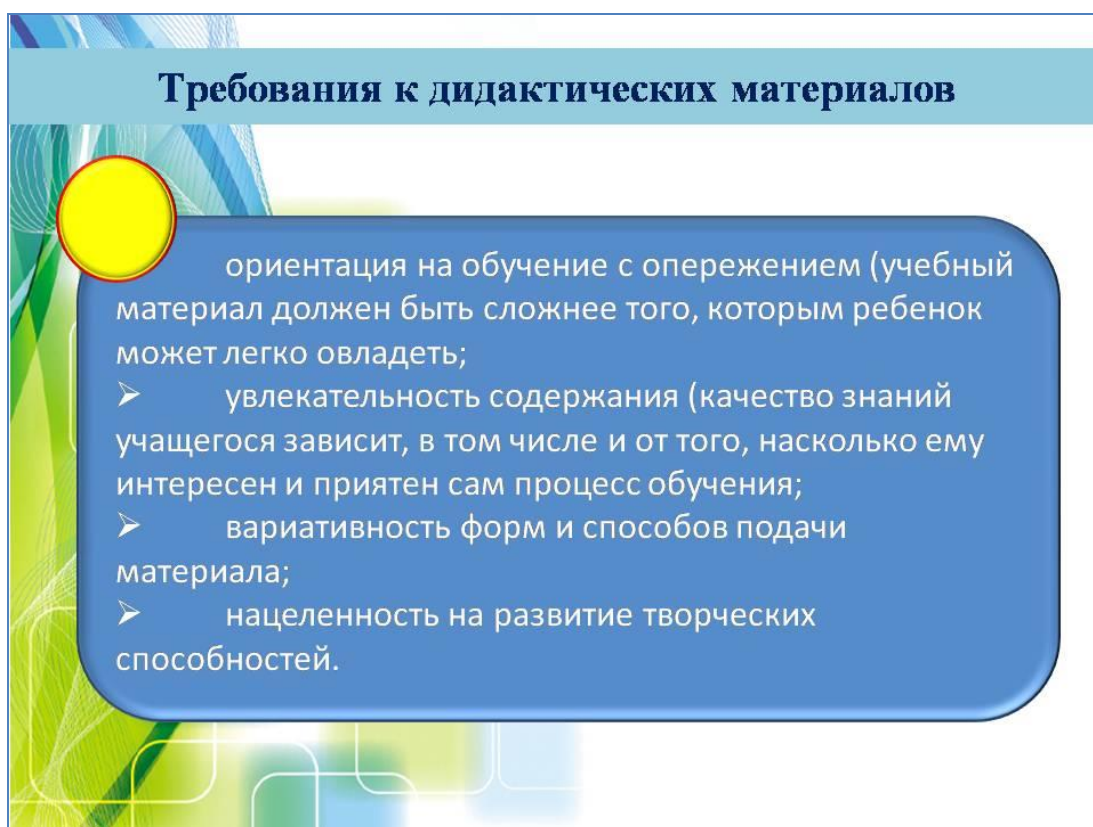 Требования к дидактических материалов
ориентация на обучение с опережением (учебный
материал должен быть сложнее того, которым ребенок
может легко овладеть;
➢ увлекательность содержания (качество знаний
учащегося зависит, в том числе и от того, насколько ему
интересен и приятен сам процесс обучения;
➢ вариативность форм и способов подачи
материала;
➢ нацеленность на развитие творческих
способностей.